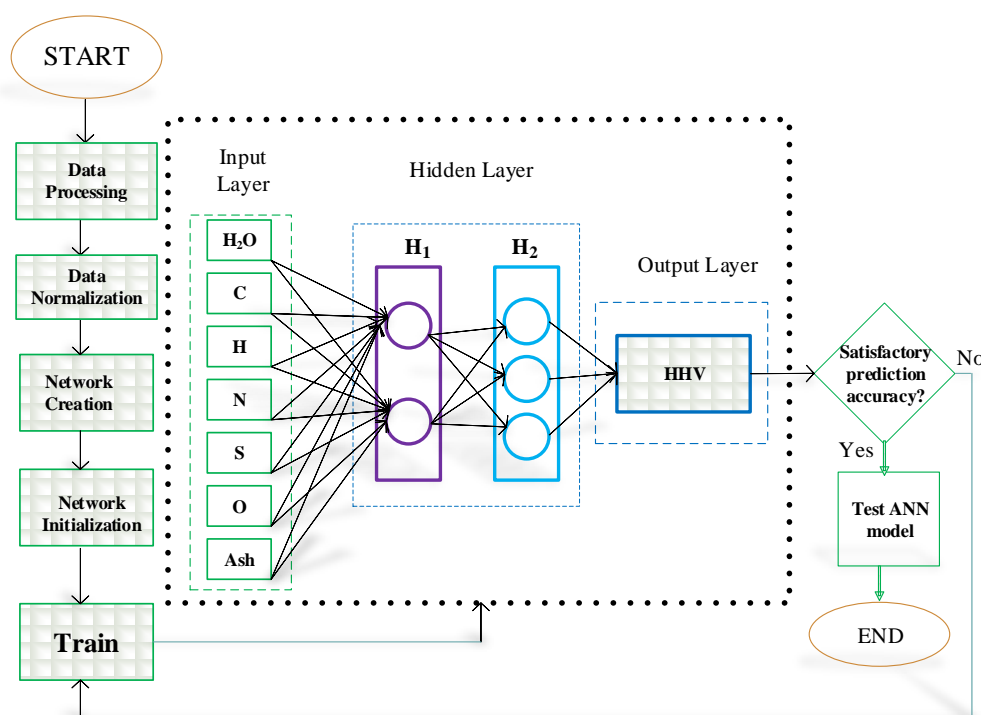 START
Data
Processing
Data
Normalization
Network
Creation
Network
Initialization
Train
Input
Layer
H₂O
C
H
N
S
O
Ash
Hidden Layer
H₁
H₂
Output Layer
HHV
Satisfactory
prediction
accuracy?
No
Yes
Test ANN
model
END